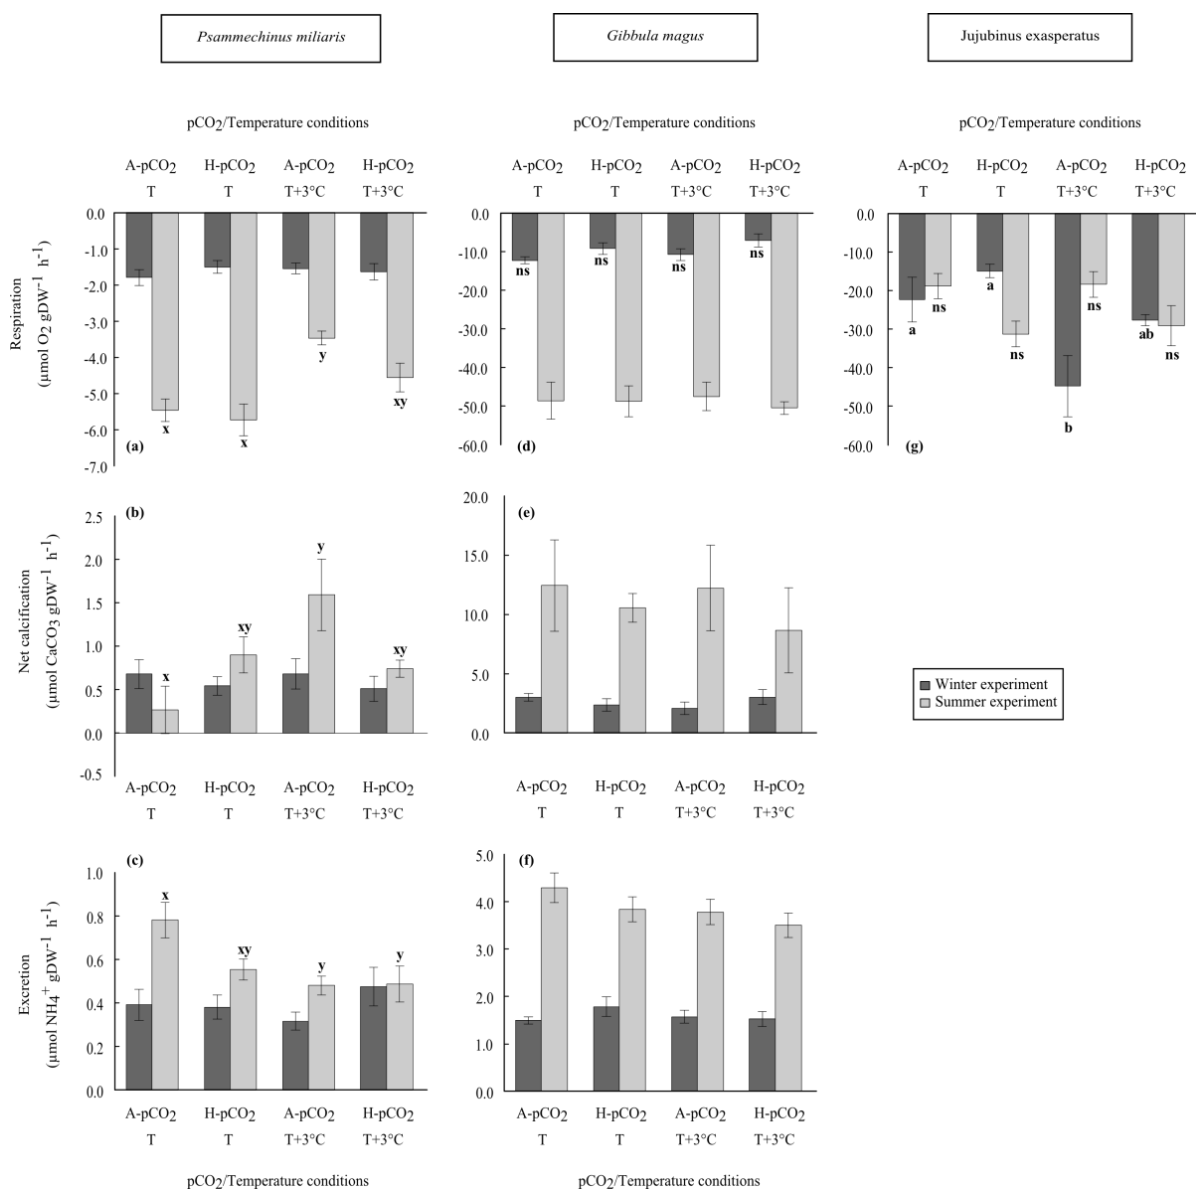 Psammechinus miliaris
Gibbula magus
Jujubinus exasperatus
pCO2/Temperature conditions
pCO2/Temperature conditions
pCO2/Temperature conditions
A-pCO2 H-pCO2 A-pCO2 H-pCO2
T T T+3°C T+3°C
A-pCO2 H-pCO2 A-pCO2 H-pCO2
T T T+3°C T+3°C
A-pCO2 H-pCO2 A-pCO2 H-pCO2
T T T+3°C T+3°C
Respiration
(µmol O2 gDW-1 h-1)
0.0
-1.0
-2.0
-3.0
-4.0
-5.0
-6.0
-7.0
x
x
y
xy
(a)
0.0
-10.0
-20.0
-30.0
-40.0
-50.0
-60.0
ns
ns
ns
ns
(d)
0.0
-10.0
-20.0
-30.0
-40.0
-50.0
-60.0
a
ns
a
ns
b
ns
ab
ns
(g)
Net calcification
(µmol CaCO3 gDW-1 h-1)
(b)
2.5
2.0
1.5
1.0
0.5
0.0
-0.5
x
xy
y
xy
A-pCO2 H-pCO2 A-pCO2 H-pCO2
T T T+3°C T+3°C
(e)
20.0
15.0
10.0
5.0
0.0
A-pCO2 H-pCO2 A-pCO2 H-pCO2
T T T+3°C T+3°C
Winter experiment
Summer experiment
Excretion
(µmol NH4+ gDW-1 h-1)
(c)
1.0
0.8
0.6
0.4
0.2
0.0
x
xy
y
y
A-pCO2 H-pCO2 A-pCO2 H-pCO2
T T T+3°C T+3°C
pCO2/Temperature conditions
(f)
5.0
4.0
3.0
2.0
1.0
0.0
A-pCO2 H-pCO2 A-pCO2 H-pCO2
T T T+3°C T+3°C
pCO2/Temperature conditions